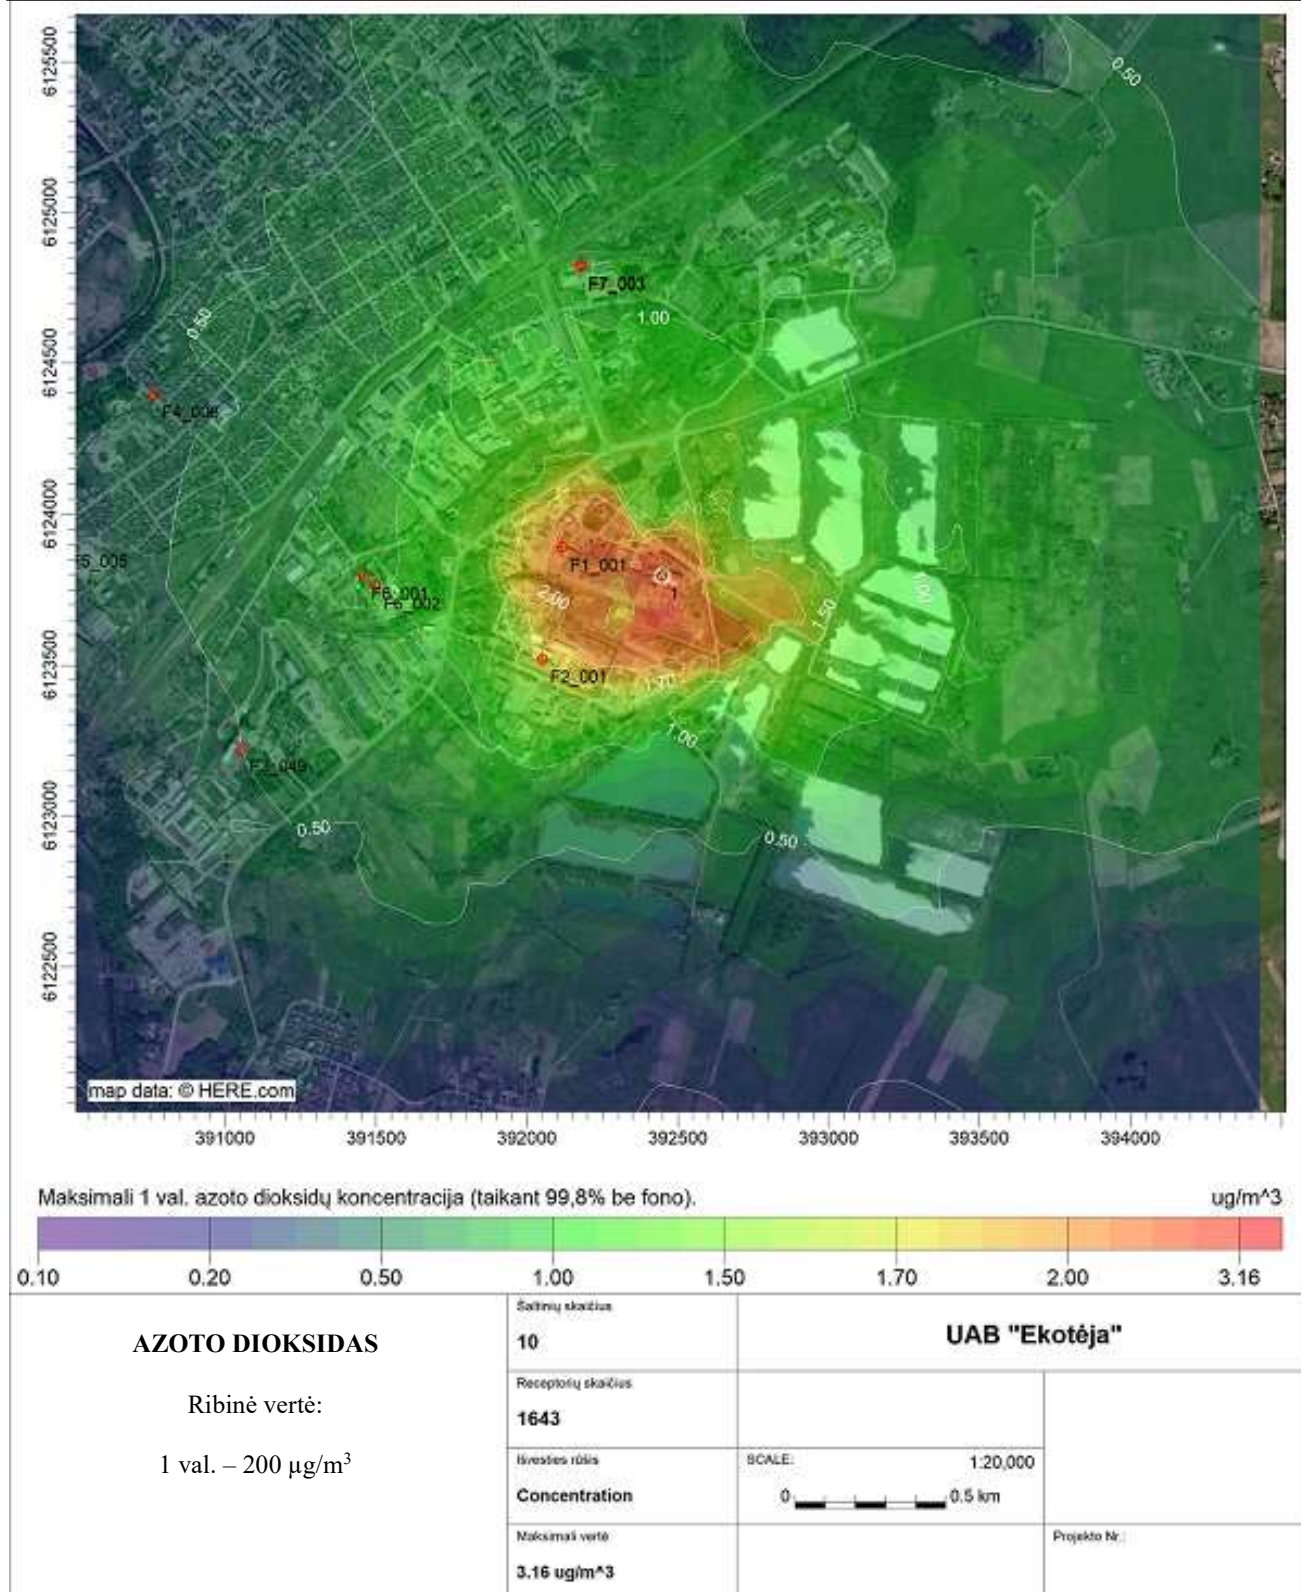 6125500
6125000
6124500
6124000
6123500
6123000
6122500
0.50
F7_003
1.00
0.50
F4_008
5_005
F1_001
1
F6_001
F6_002
2.00
1.50
1.00
F2_001
1.70
1.00
F3_049
0.50
0.50
map data: © HERE.com
391000 391500 392000 392500 393000 393500 394000
Maksimali 1 val. azoto dioksidų koncentracija (taikant 99,8% be fono). ug/m^3
0.10 0.20 0.50 1.00 1.50 1.70 2.00 3.16
AZOTO DIOKSIDAS
Ribinė vertė:
1 val. – 200 µg/m³
Šaltinių skaičius
10
UAB "Ekotėja"
Receptorių skaičius
1643
Išvesties rūšis
Concentration
SCALE: 1:20,000
0 0.5 km
Maksimali vertė
3.16 ug/m^3
Projekto Nr.: